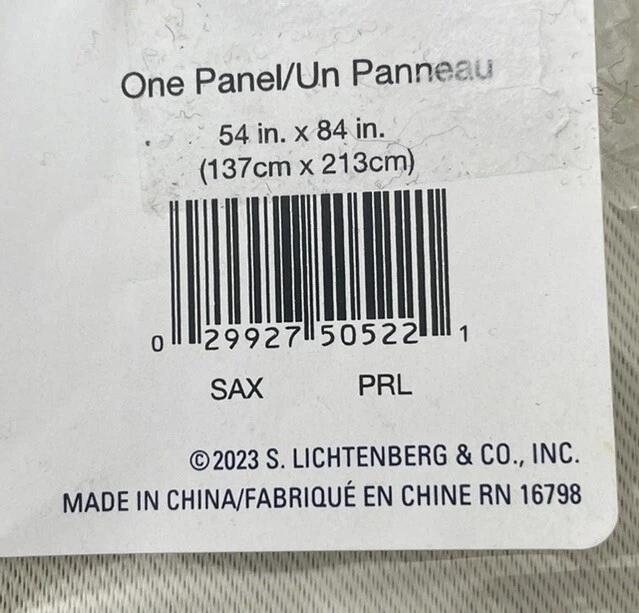 One Panel/Un Panneau
54 in. x 84 in.
(137cm x 213cm)
0 29927 50522 1
SAX PRL
©2023 S. LICHTENBERG & CO., INC.
MADE IN CHINA/FABRIQUÉ EN CHINE RN 16798